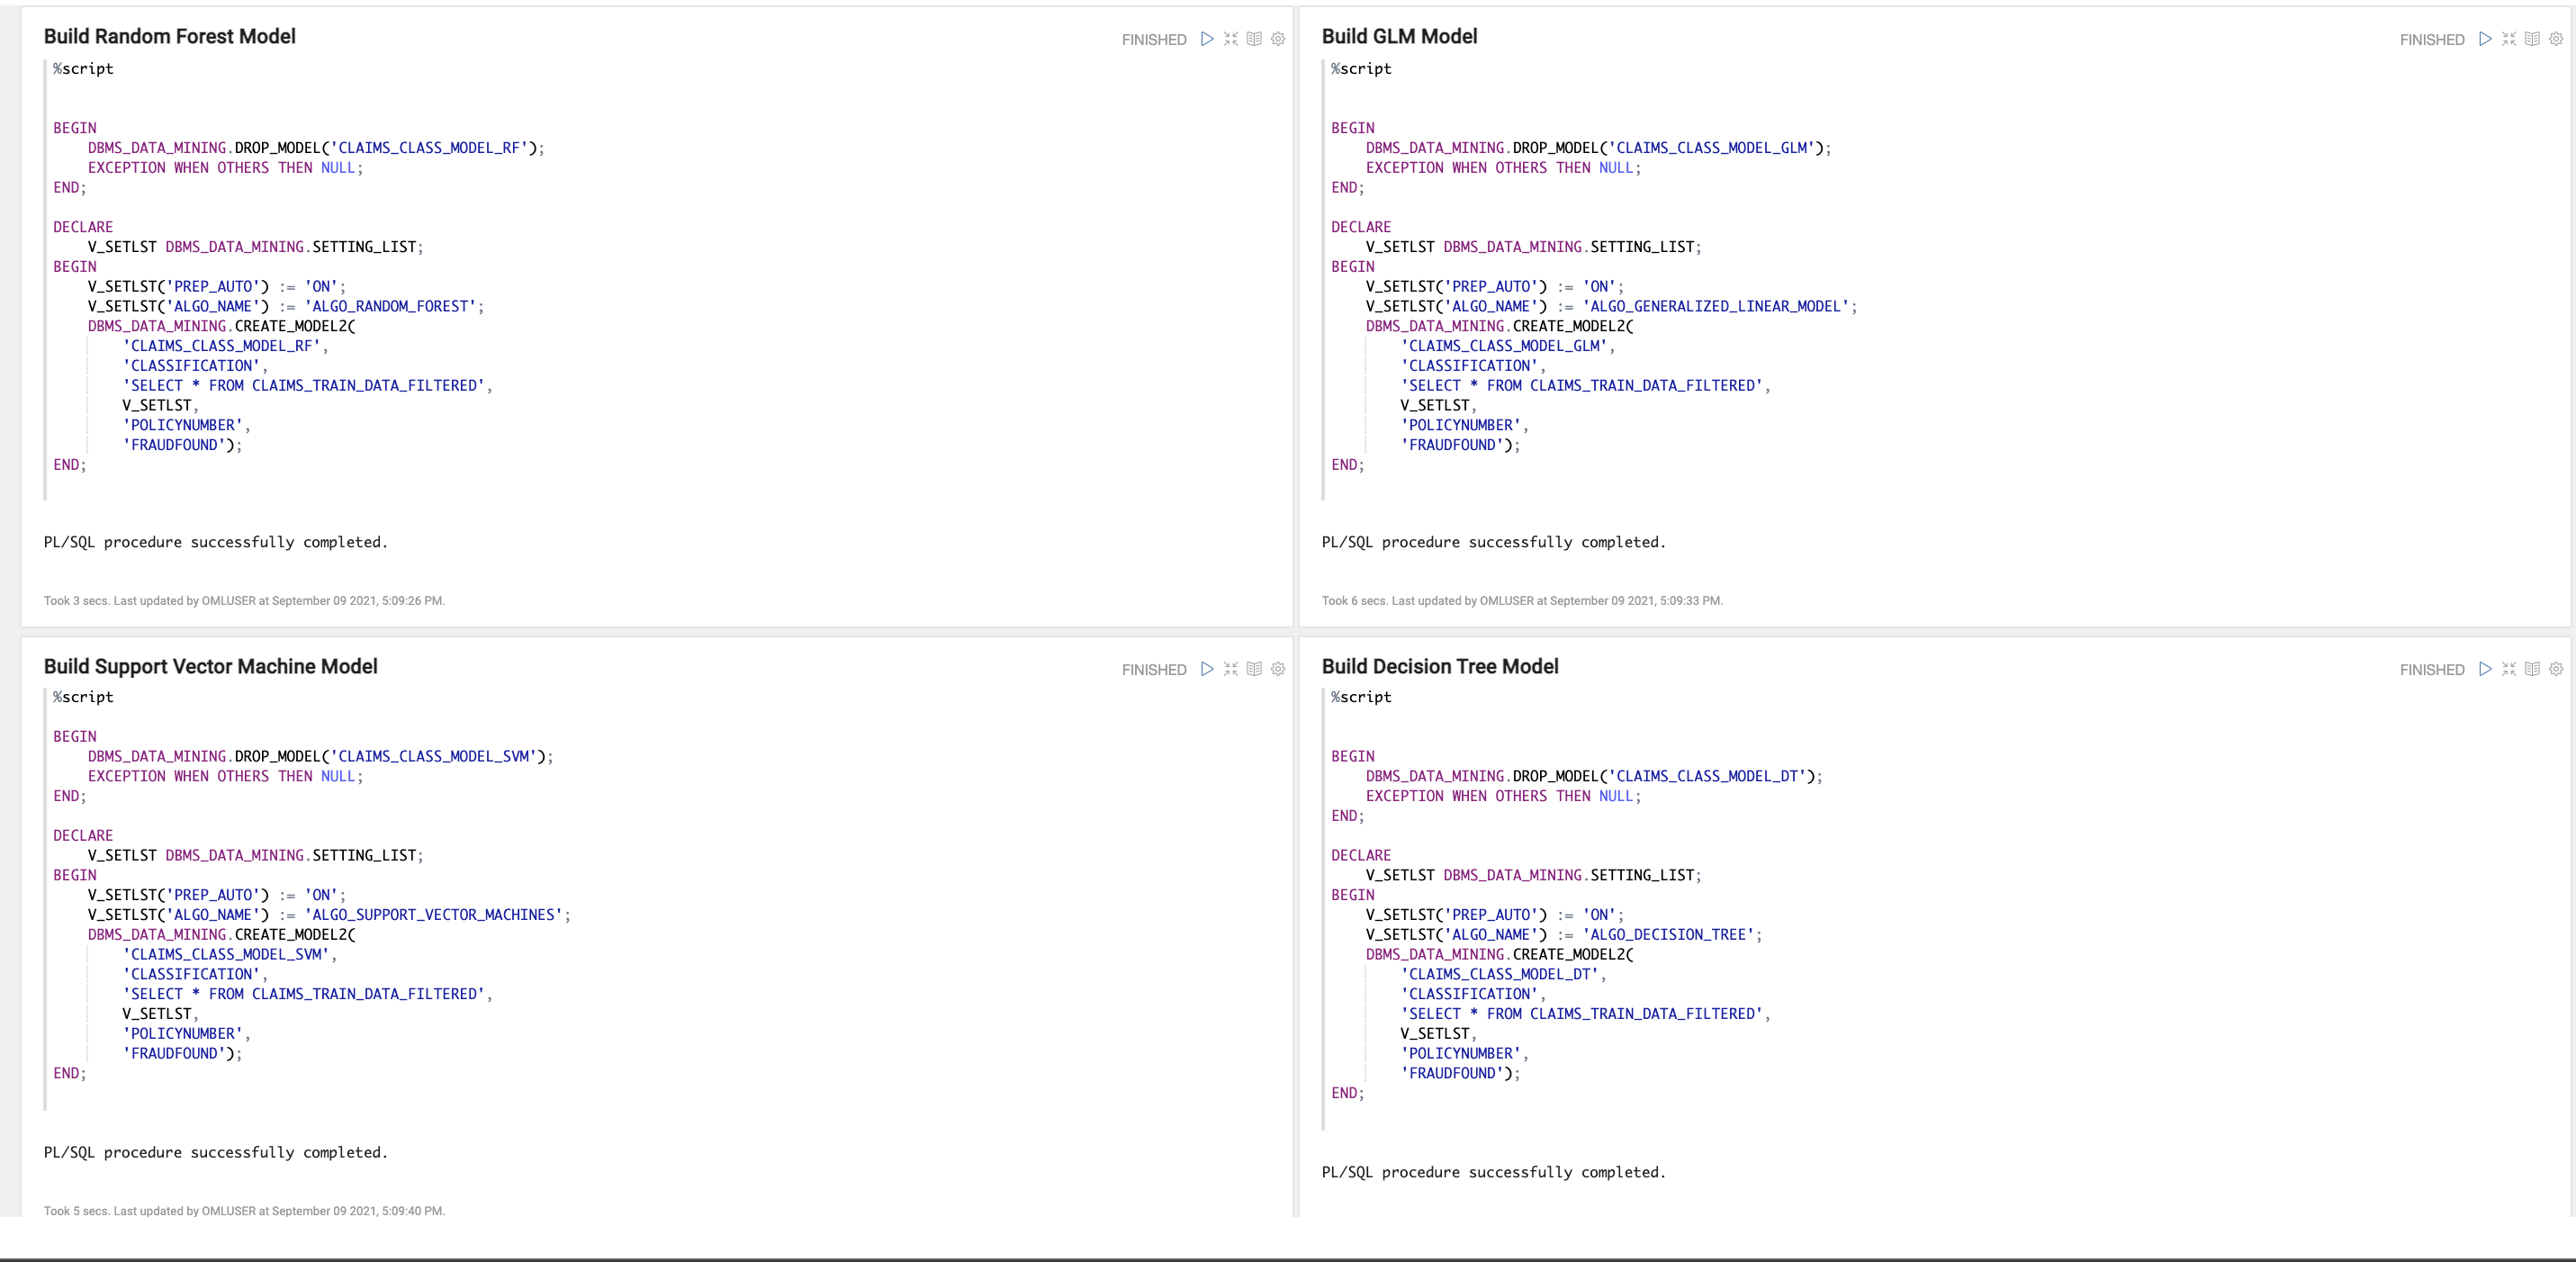 Build Random Forest Model
FINISHED
%script
BEGIN
DBMS_DATA_MINING.DROP_MODEL('CLAIMS_CLASS_MODEL_RF');
EXCEPTION WHEN OTHERS THEN NULL;
END;
DECLARE
V_SETLST DBMS_DATA_MINING.SETTING_LIST;
BEGIN
V_SETLST('PREP_AUTO') := 'ON';
V_SETLST('ALGO_NAME') := 'ALGO_RANDOM_FOREST';
DBMS_DATA_MINING.CREATE_MODEL2(
'CLAIMS_CLASS_MODEL_RF',
'CLASSIFICATION',
'SELECT * FROM CLAIMS_TRAIN_DATA_FILTERED',
V_SETLST,
'POLICYNUMBER',
'FRAUDFOUND');
END;
PL/SQL procedure successfully completed.
Took 3 secs. Last updated by OMLUSER at September 09 2021, 5:09:26 PM.
Build GLM Model
FINISHED
%script
BEGIN
DBMS_DATA_MINING.DROP_MODEL('CLAIMS_CLASS_MODEL_GLM');
EXCEPTION WHEN OTHERS THEN NULL;
END;
DECLARE
V_SETLST DBMS_DATA_MINING.SETTING_LIST;
BEGIN
V_SETLST('PREP_AUTO') := 'ON';
V_SETLST('ALGO_NAME') := 'ALGO_GENERALIZED_LINEAR_MODEL';
DBMS_DATA_MINING.CREATE_MODEL2(
'CLAIMS_CLASS_MODEL_GLM',
'CLASSIFICATION',
'SELECT * FROM CLAIMS_TRAIN_DATA_FILTERED',
V_SETLST,
'POLICYNUMBER',
'FRAUDFOUND');
END;
PL/SQL procedure successfully completed.
Took 6 secs. Last updated by OMLUSER at September 09 2021, 5:09:33 PM.
Build Support Vector Machine Model
FINISHED
%script
BEGIN
DBMS_DATA_MINING.DROP_MODEL('CLAIMS_CLASS_MODEL_SVM');
EXCEPTION WHEN OTHERS THEN NULL;
END;
DECLARE
V_SETLST DBMS_DATA_MINING.SETTING_LIST;
BEGIN
V_SETLST('PREP_AUTO') := 'ON';
V_SETLST('ALGO_NAME') := 'ALGO_SUPPORT_VECTOR_MACHINES';
DBMS_DATA_MINING.CREATE_MODEL2(
'CLAIMS_CLASS_MODEL_SVM',
'CLASSIFICATION',
'SELECT * FROM CLAIMS_TRAIN_DATA_FILTERED',
V_SETLST,
'POLICYNUMBER',
'FRAUDFOUND');
END;
PL/SQL procedure successfully completed.
Took 5 secs. Last updated by OMLUSER at September 09 2021, 5:09:40 PM.
Build Decision Tree Model
FINISHED
%script
BEGIN
DBMS_DATA_MINING.DROP_MODEL('CLAIMS_CLASS_MODEL_DT');
EXCEPTION WHEN OTHERS THEN NULL;
END;
DECLARE
V_SETLST DBMS_DATA_MINING.SETTING_LIST;
BEGIN
V_SETLST('PREP_AUTO') := 'ON';
V_SETLST('ALGO_NAME') := 'ALGO_DECISION_TREE';
DBMS_DATA_MINING.CREATE_MODEL2(
'CLAIMS_CLASS_MODEL_DT',
'CLASSIFICATION',
'SELECT * FROM CLAIMS_TRAIN_DATA_FILTERED',
V_SETLST,
'POLICYNUMBER',
'FRAUDFOUND');
END;
PL/SQL procedure successfully completed.